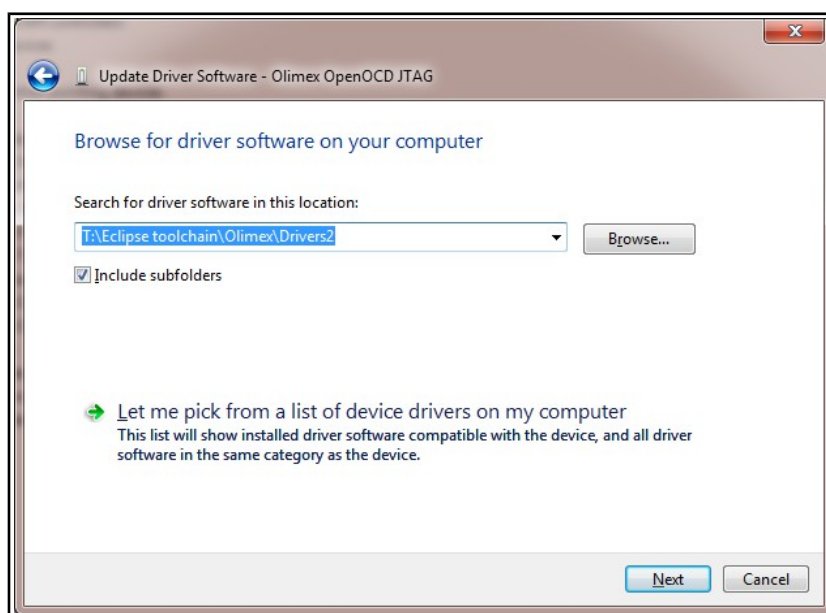 Update Driver Software - Olimex OpenOCD JTAG
Browse for driver software on your computer
Search for driver software in this location:
T:\Eclipse toolchain\Olimex\Drivers2
Browse...
Include subfolders
Let me pick from a list of device drivers on my computer
This list will show installed driver software compatible with the device, and all driver
software in the same category as the device.
Next
Cancel